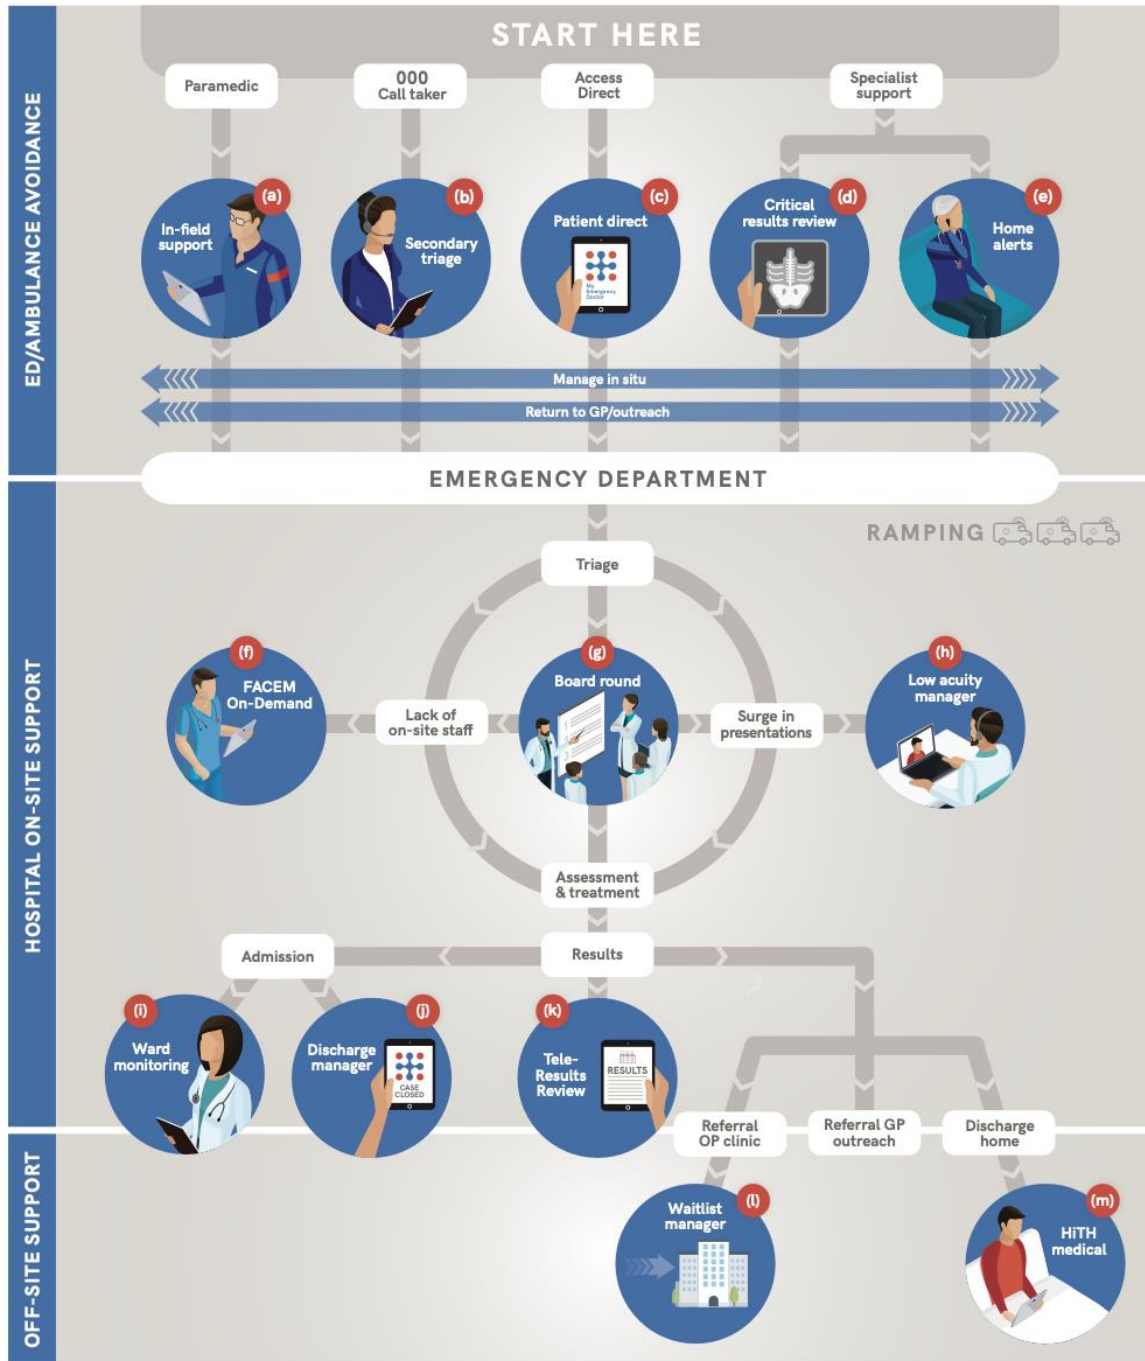 START HERE
ED/AMBULANCE AVOIDANCE
Paramedic
000
Call taker
Access
Direct
Specialist
support
(a)
In-field
support
(b)
Secondary
triage
(c)
Patient direct
My
Emergency
Doctor
(d)
Critical
results review
(e)
Home
alerts
Manage in situ
Return to GP/outreach
EMERGENCY DEPARTMENT
HOSPITAL ON-SITE SUPPORT
RAMPING
Triage
(f)
FACEM
On-Demand
Lack of
on-site staff
(g)
Board round
Surge in
presentations
(h)
Low acuity
manager
Assessment
& treatment
Admission
Results
(i)
Ward
monitoring
(j)
Discharge
manager
CASE
CLOSED
(k)
Tele-
Results
Review
RESULTS
Referral
OP clinic
Referral GP
outreach
Discharge
home
OFF-SITE SUPPORT
(l)
Waitlist
manager
(m)
HiTH
medical